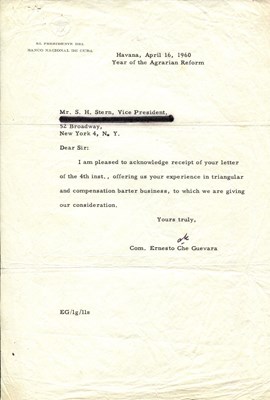 EL PRESIDENTE DEL
BANCO NACIONAL DE CUBA
Havana, April 16, 1960
Year of the Agrarian Reform
Mr. S. H. Stern, Vice President,
52 Broadway,
New York 4, N. Y.
Dear Sir:
I am pleased to acknowledge receipt of your letter
of the 4th inst., offering us your experience in triangular
and compensation barter business, to which we are giving
our consideration.
Yours truly,
Che
Com. Ernesto Che Guevara
EG/lg/lls